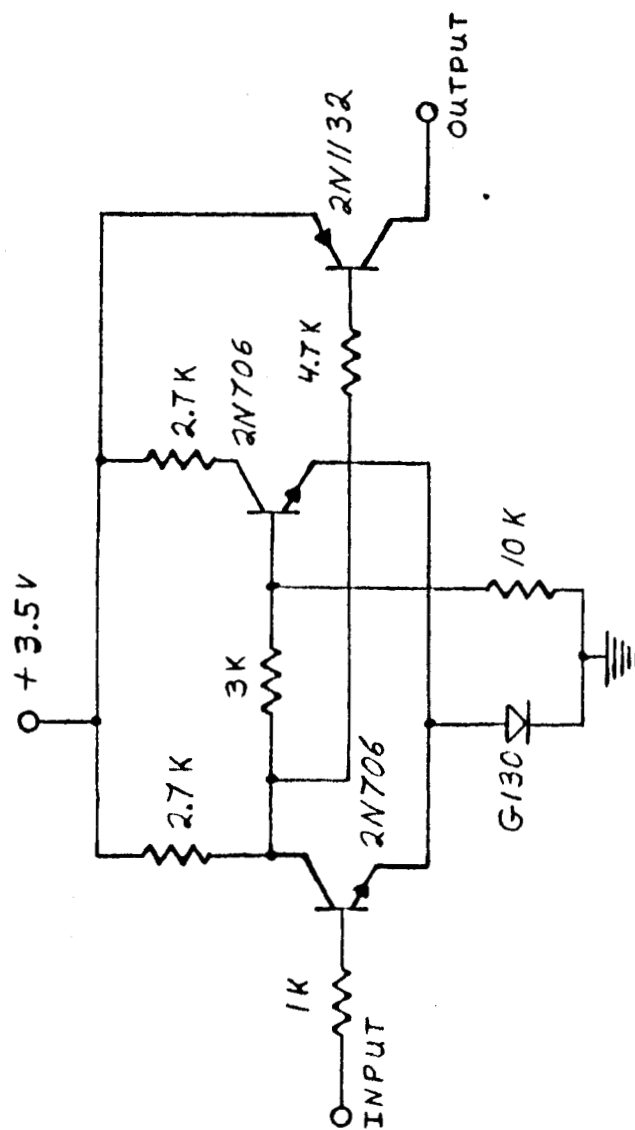 +3.5V
2.7K
2.7K
2N706
2N1132
3K
4.7K
OUTPUT
1K
INPUT
2N706
G130
10K